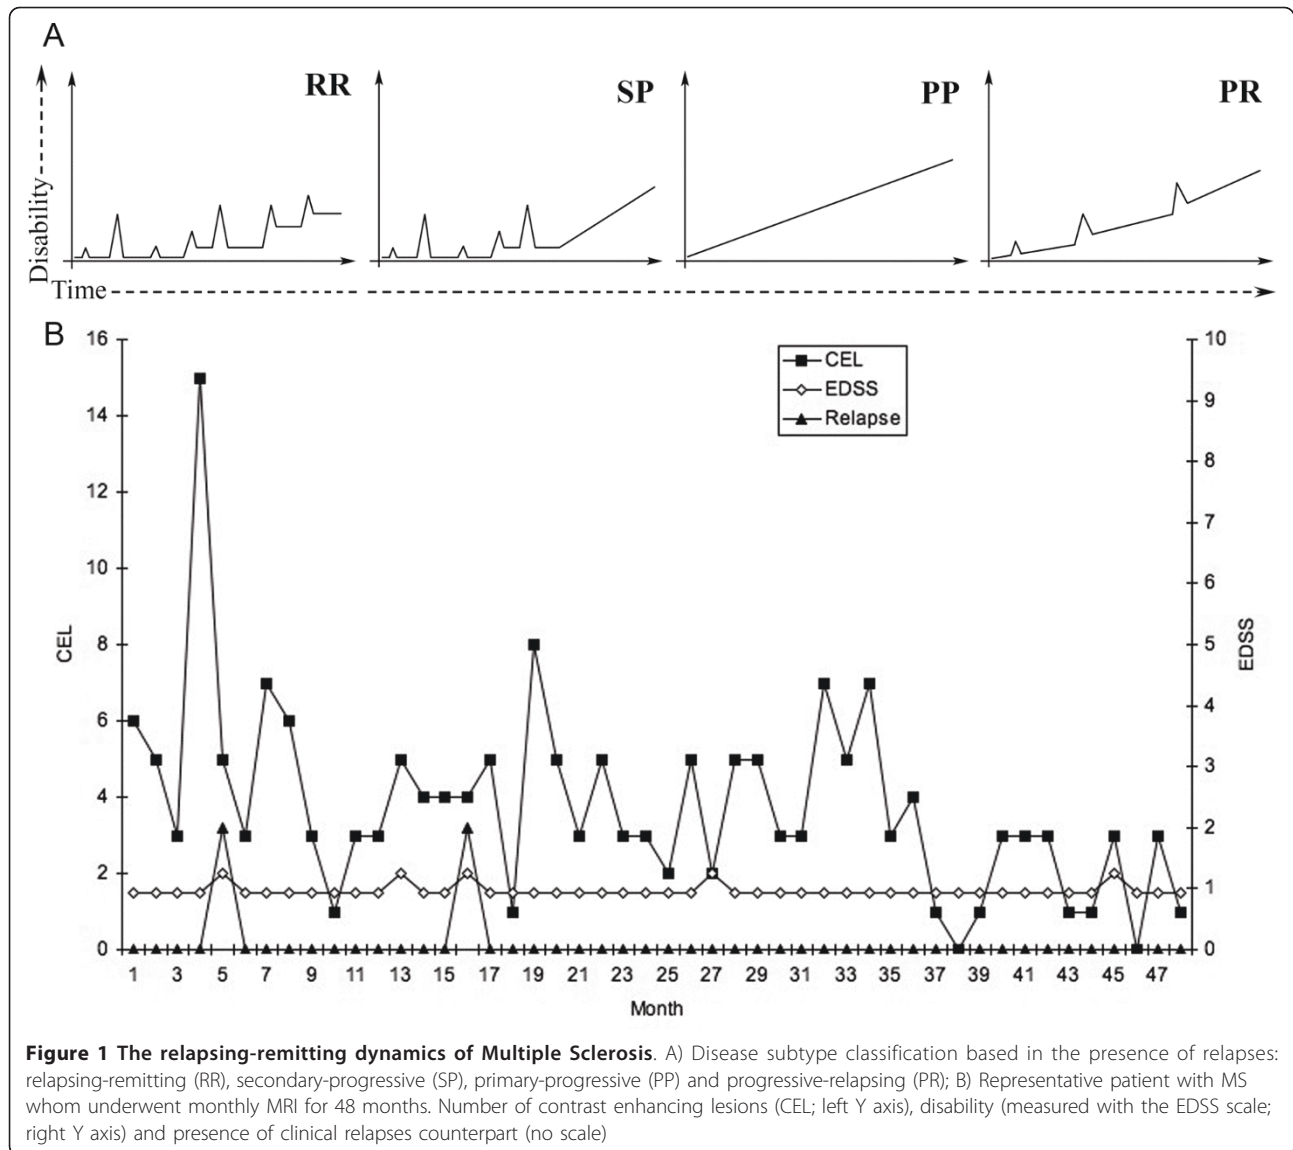 A
RR
SP
PP
PR
Disability
Time
B
16
14
12
10
8
6
4
2
0
CEL
CEL
EDSS
Relapse
10
9
8
7
6
5
4
3
2
1
0
EDSS
1 3 5 7 9 11 13 15 17 19 21 23 25 27 29 31 33 35 37 39 41 43 45 47
Month
Figure 1 The relapsing-remitting dynamics of Multiple Sclerosis. A) Disease subtype classification based in the presence of relapses:
relapsing-remitting (RR), secondary-progressive (SP), primary-progressive (PP) and progressive-relapsing (PR); B) Representative patient with MS
whom underwent monthly MRI for 48 months. Number of contrast enhancing lesions (CEL; left Y axis), disability (measured with the EDSS scale;
right Y axis) and presence of clinical relapses counterpart (no scale)